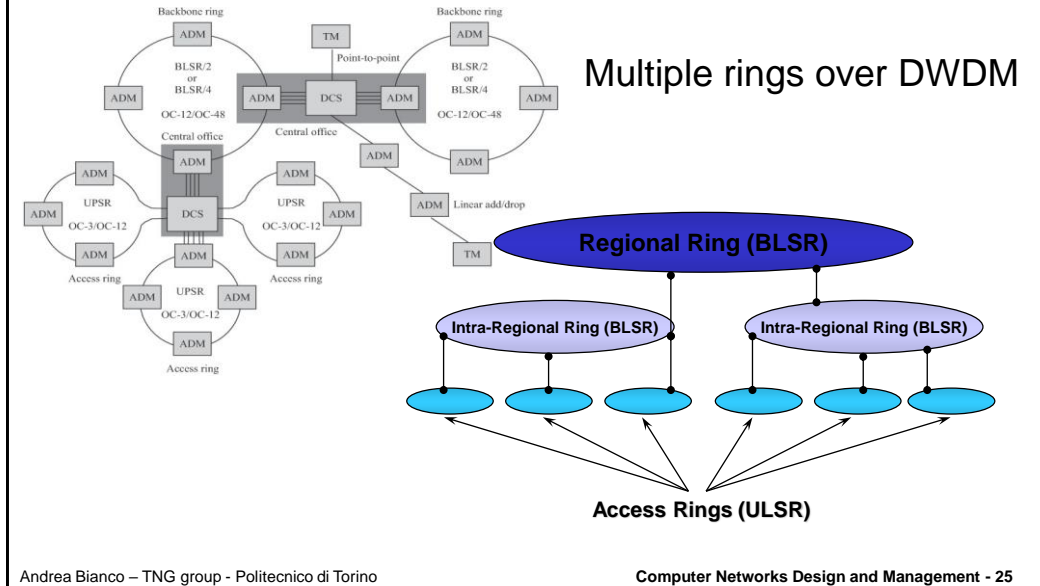 Multiple rings over DWDM
Backbone ring
ADM
BLSR/2
or
BLSR/4
OC-12/OC-48
ADM
ADM
Central office
ADM
TM
Point-to-point
DCS
Central office
Backbone ring
ADM
BLSR/2
or
BLSR/4
OC-12/OC-48
ADM
ADM
ADM
ADM
ADM
Linear add/drop
TM
DCS
ADM
UPSR
ADM
OC-3/OC-12
ADM
Access ring
ADM
UPSR
ADM
OC-3/OC-12
ADM
Access ring
ADM
UPSR
ADM
ADM
OC-3/OC-12
ADM
Access ring
Regional Ring (BLSR)
Intra-Regional Ring (BLSR)
Intra-Regional Ring (BLSR)
Access Rings (ULSR)
Andrea Bianco – TNG group - Politecnico di Torino
Computer Networks Design and Management - 25